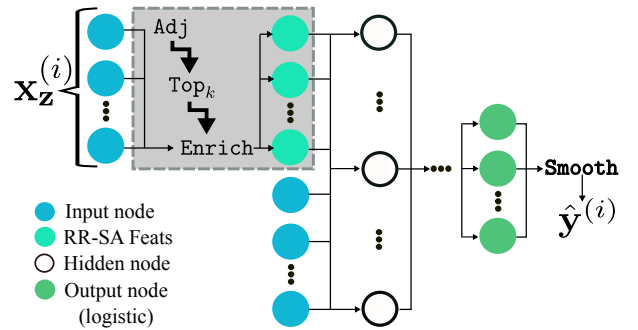 Adj
x_z^(i)
Top_k
Enrich
Smooth
ŷ^(i)
Input node
RR-SA Feats
Hidden node
Output node
(logistic)